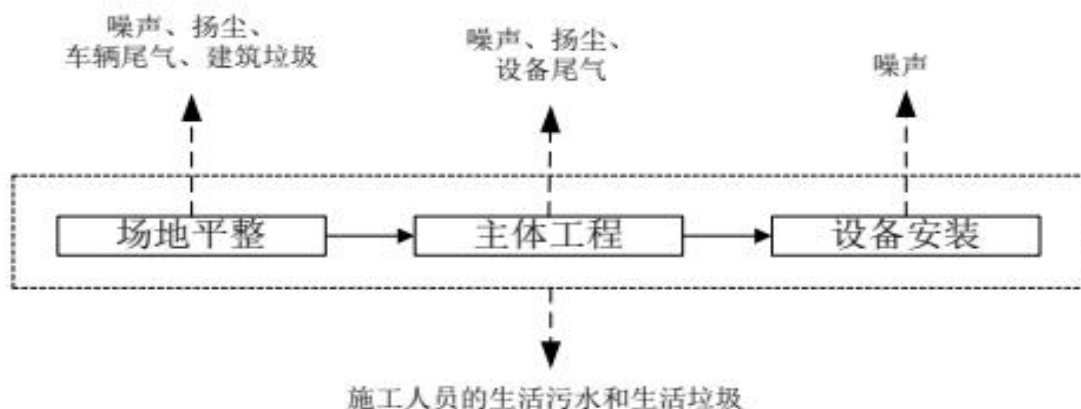 噪声、扬尘、
车辆尾气、建筑垃圾
噪声、扬尘、
设备尾气
噪声
场地平整
主体工程
设备安装
施工人员的生活污水和生活垃圾